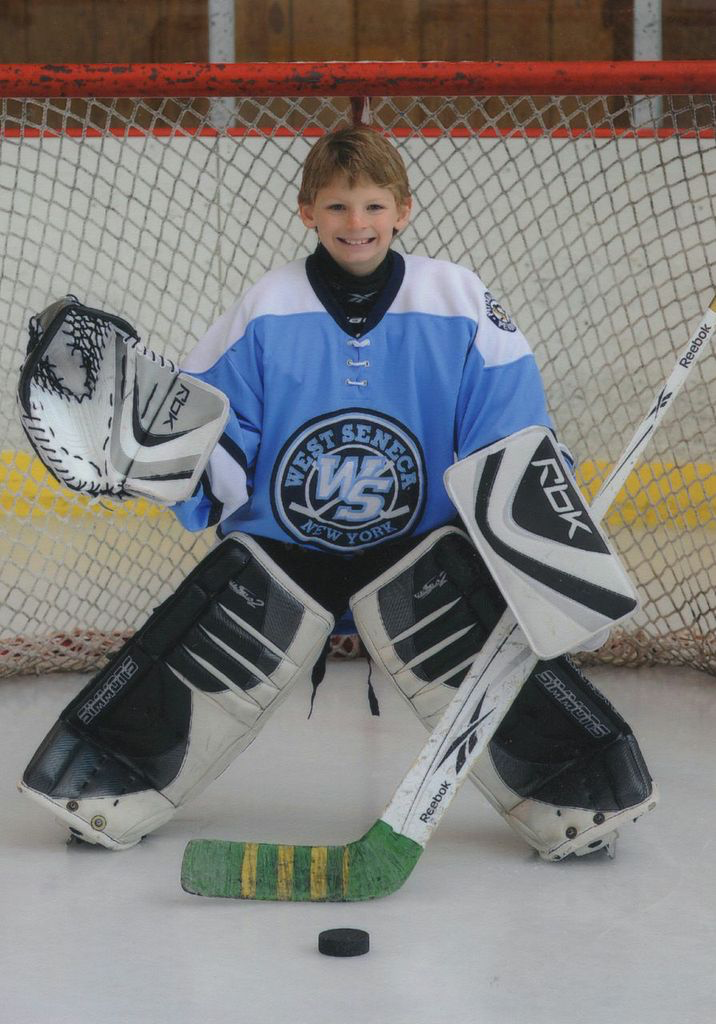 Reebok
RBK
WEST SENECA
WS
NEW YORK
RBK
SIMMONS
SIMMONS
Reebok